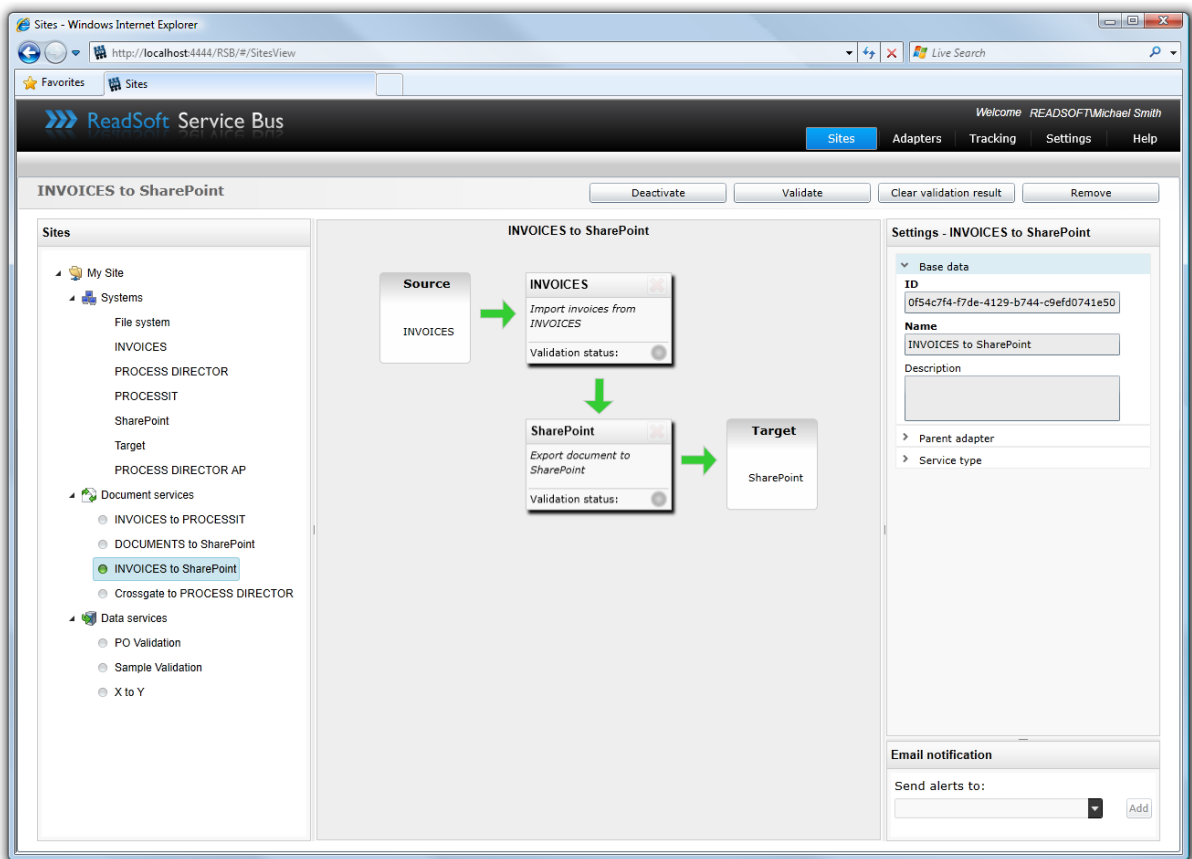 Sites - Windows Internet Explorer
http://localhost:4444/RSB/#/SitesView
Live Search
Favorites
Sites
ReadSoft Service Bus
Welcome READSOFT\Michael Smith
Sites
Adapters
Tracking
Settings
Help
INVOICES to SharePoint
Deactivate
Validate
Clear validation result
Remove
Sites
My Site
Systems
File system
INVOICES
PROCESS DIRECTOR
PROCESSIT
SharePoint
Target
PROCESS DIRECTOR AP
Document services
INVOICES to PROCESSIT
DOCUMENTS to SharePoint
INVOICES to SharePoint
Crossgate to PROCESS DIRECTOR
Data services
PO Validation
Sample Validation
X to Y
INVOICES to SharePoint
Source
INVOICES
INVOICES
Import invoices from
INVOICES
Validation status:
SharePoint
Export document to
SharePoint
Validation status:
Target
SharePoint
Settings - INVOICES to SharePoint
Base data
ID
0f54c7f4-f7de-4129-b744-c9efd0741e50
Name
INVOICES to SharePoint
Description
Parent adapter
Service type
Email notification
Send alerts to:
Add